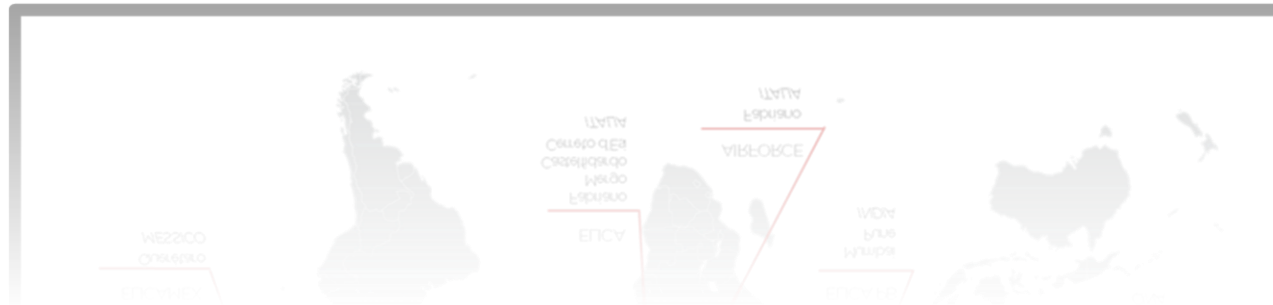 Queretaro
MESSICO
ELICA
Fabriano
Mergo
Castelfidardo
Cerreto d'Esi
ITALIA
AIRFORCE
Fabriano
ITALIA
Mumbai
Pune
INDIA